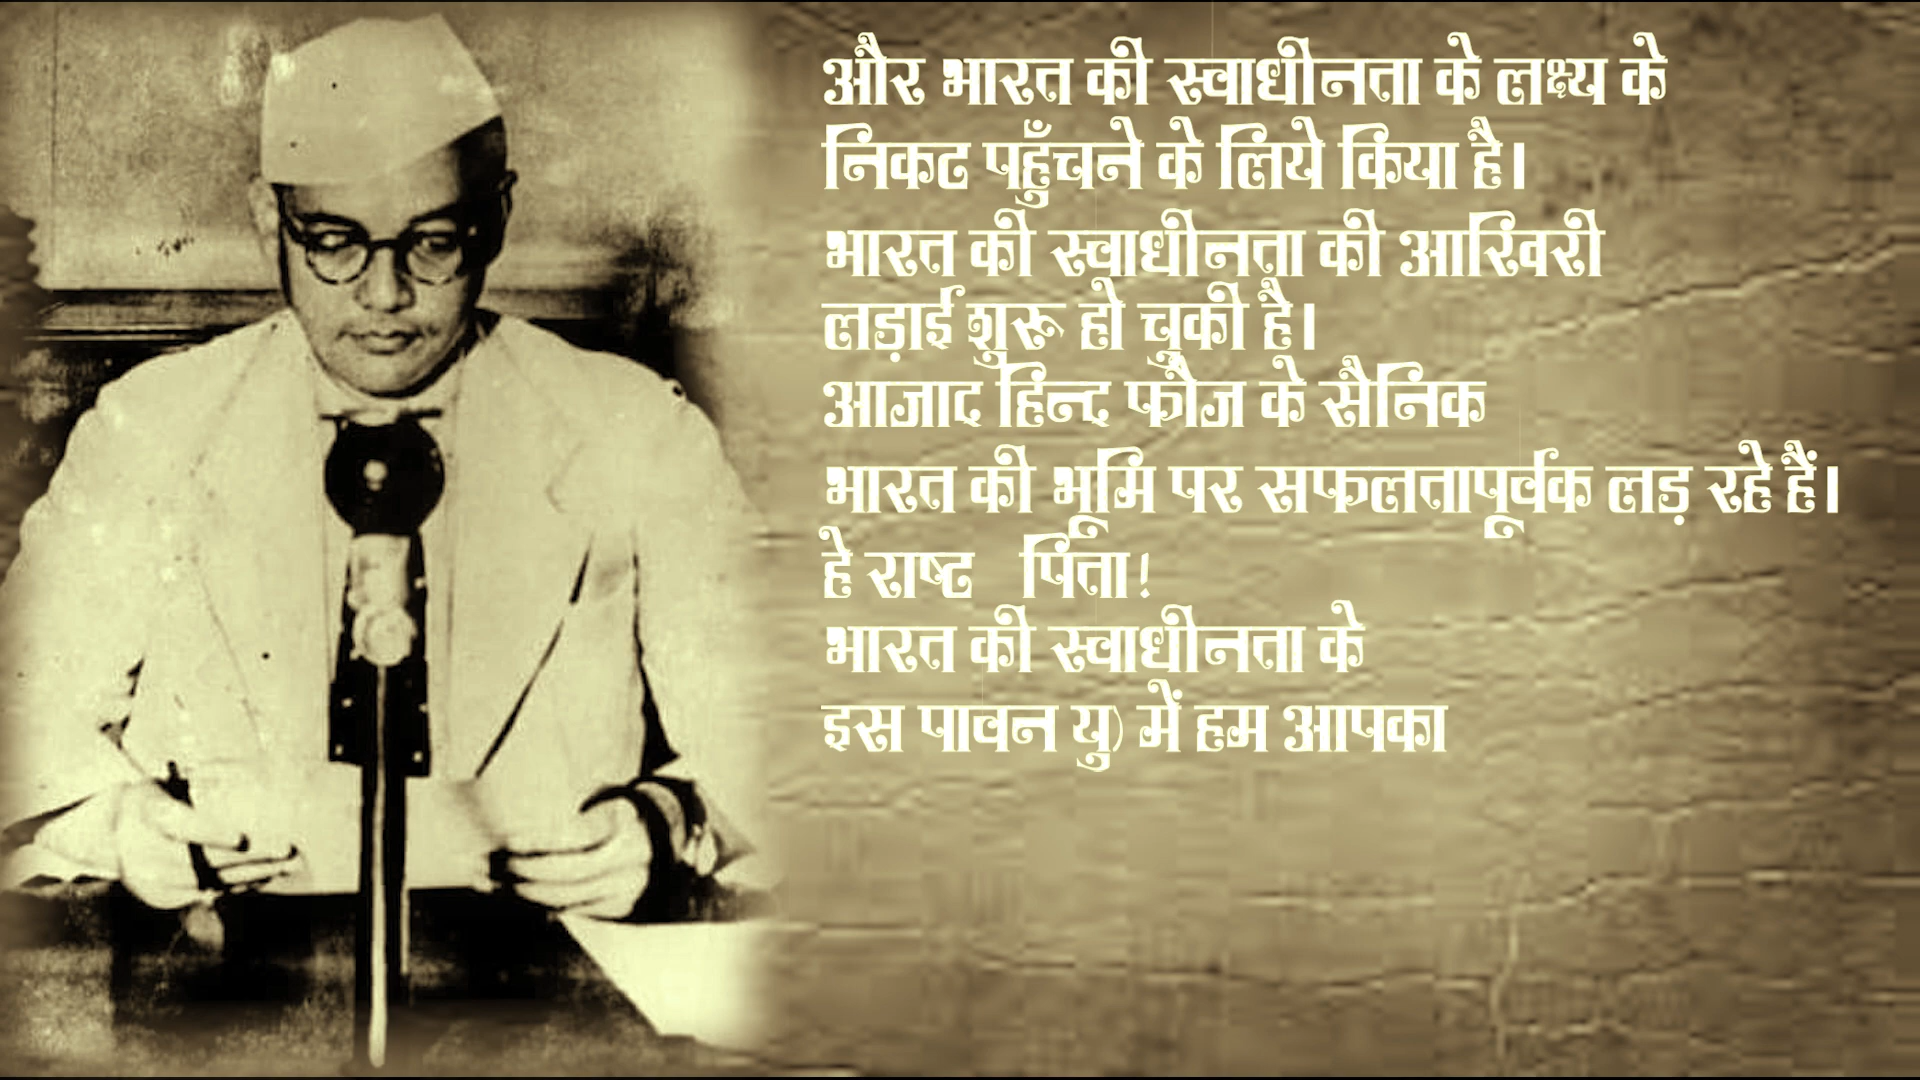 और भारत की स्वाधीनता के लक्ष्य के
निकट पहुँचने के लिये किया है।
भारत की स्वाधीनता की आखिरी
लड़ाई शुरू हो चुकी है।
आजाद हिन्द फौज के सैनिक
भारत की भूमि पर सफलतापूर्वक लड़ रहे हैं।
हे राष्ट पिता!
भारत की स्वाधीनता के
इस पावन यु) में हम आपका